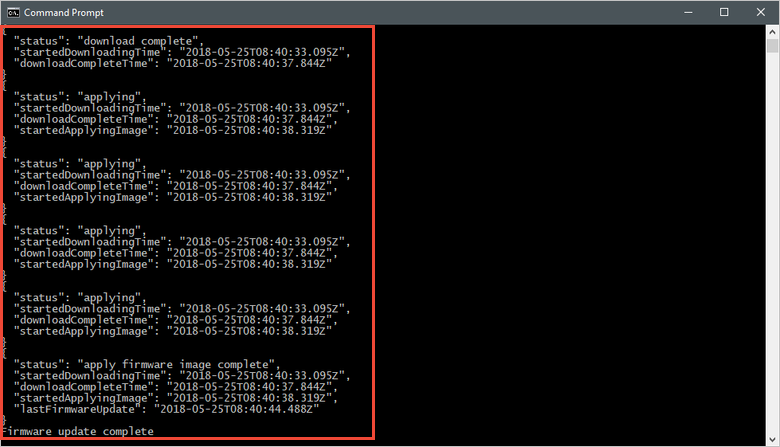 Command Prompt
{
"status": "download complete",
"startedDownloadingTime": "2018-05-25T08:40:33.095Z",
"downloadCompleteTime": "2018-05-25T08:40:37.844Z"
}
{
"status": "applying",
"startedDownloadingTime": "2018-05-25T08:40:33.095Z",
"downloadCompleteTime": "2018-05-25T08:40:37.844Z",
"startedApplyingImage": "2018-05-25T08:40:38.319Z"
}
{
"status": "applying",
"startedDownloadingTime": "2018-05-25T08:40:33.095Z",
"downloadCompleteTime": "2018-05-25T08:40:37.844Z",
"startedApplyingImage": "2018-05-25T08:40:38.319Z"
}
{
"status": "applying",
"startedDownloadingTime": "2018-05-25T08:40:33.095Z",
"downloadCompleteTime": "2018-05-25T08:40:37.844Z",
"startedApplyingImage": "2018-05-25T08:40:38.319Z"
}
{
"status": "applying",
"startedDownloadingTime": "2018-05-25T08:40:33.095Z",
"downloadCompleteTime": "2018-05-25T08:40:37.844Z",
"startedApplyingImage": "2018-05-25T08:40:38.319Z"
}
{
"status": "apply firmware image complete",
"startedDownloadingTime": "2018-05-25T08:40:33.095Z",
"downloadCompleteTime": "2018-05-25T08:40:37.844Z",
"startedApplyingImage": "2018-05-25T08:40:38.319Z",
"lastFirmwareUpdate": "2018-05-25T08:40:44.488Z"
}
Firmware update complete